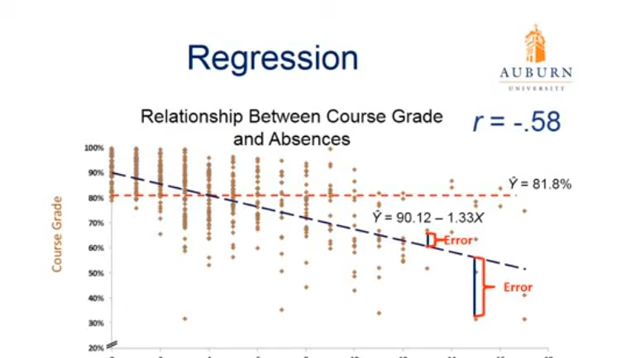 Regression
AUBURN
UNIVERSITY
Relationship Between Course Grade
and Absences
r = -.58
100%
90%
80%
70%
60%
50%
40%
30%
20%
Course Grade
Ŷ = 81.8%
Ŷ = 90.12 – 1.33X
Error
Error